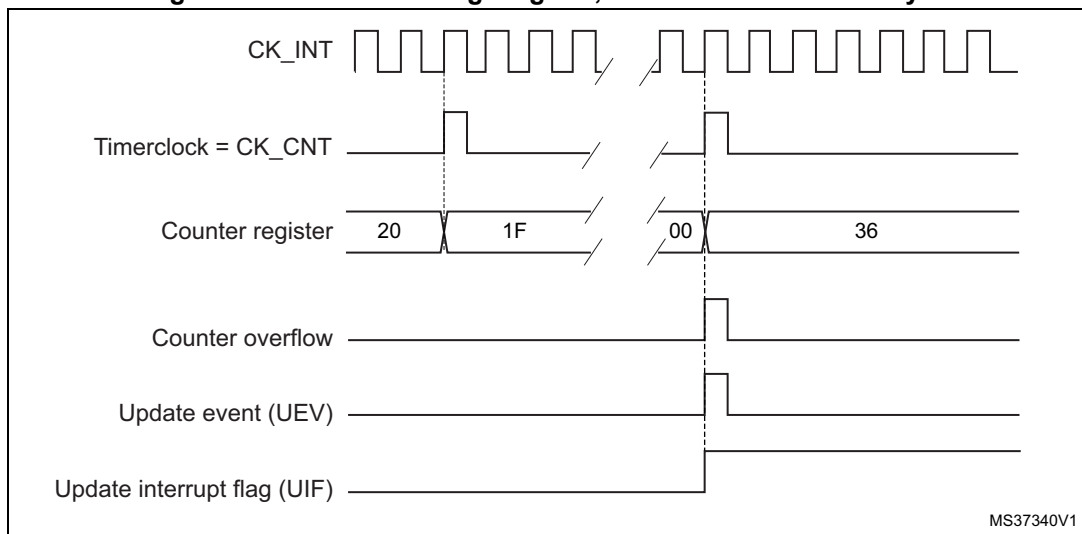 CK_INT
Timerclock = CK_CNT
Counter register 20 1F 00 36
Counter overflow
Update event (UEV)
Update interrupt flag (UIF)
MS37340V1